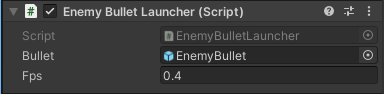 # Enemy Bullet Launcher (Script)
Script EnemyBulletLauncher
Bullet EnemyBullet
Fps 0.4